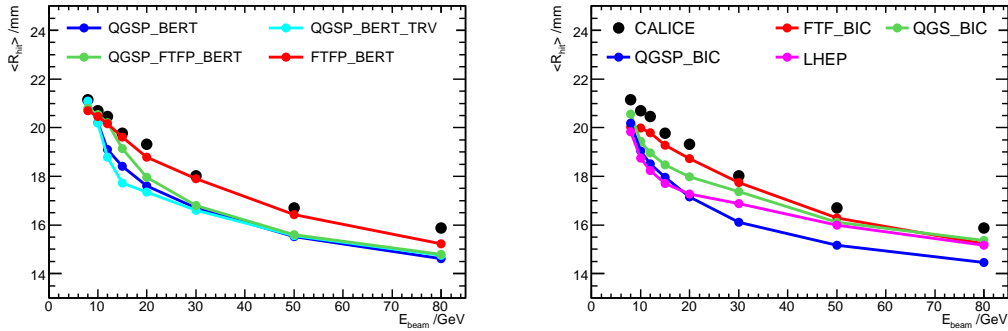 <R_hit> /mm
24
22
20
18
16
14
QGSP_BERT
QGSP_BERT_TRV
QGSP_FTFP_BERT
FTFP_BERT
0 10 20 30 40 50 60 70 80
E_beam /GeV
<R_hit> /mm
24
22
20
18
16
14
CALICE
FTF_BIC
QGS_BIC
QGSP_BIC
LHEP
0 10 20 30 40 50 60 70 80
E_beam /GeV